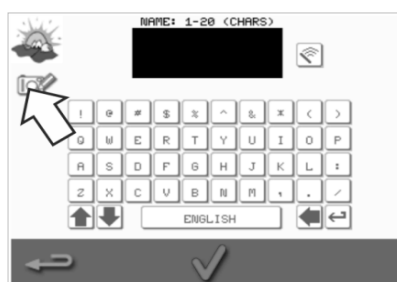 NAME: 1-20 (CHARS)
! @ # $ % ^ & * ( )
Q W E R T Y U I O P
A S D F G H J K L :
Z X C V B N M , . /
ENGLISH